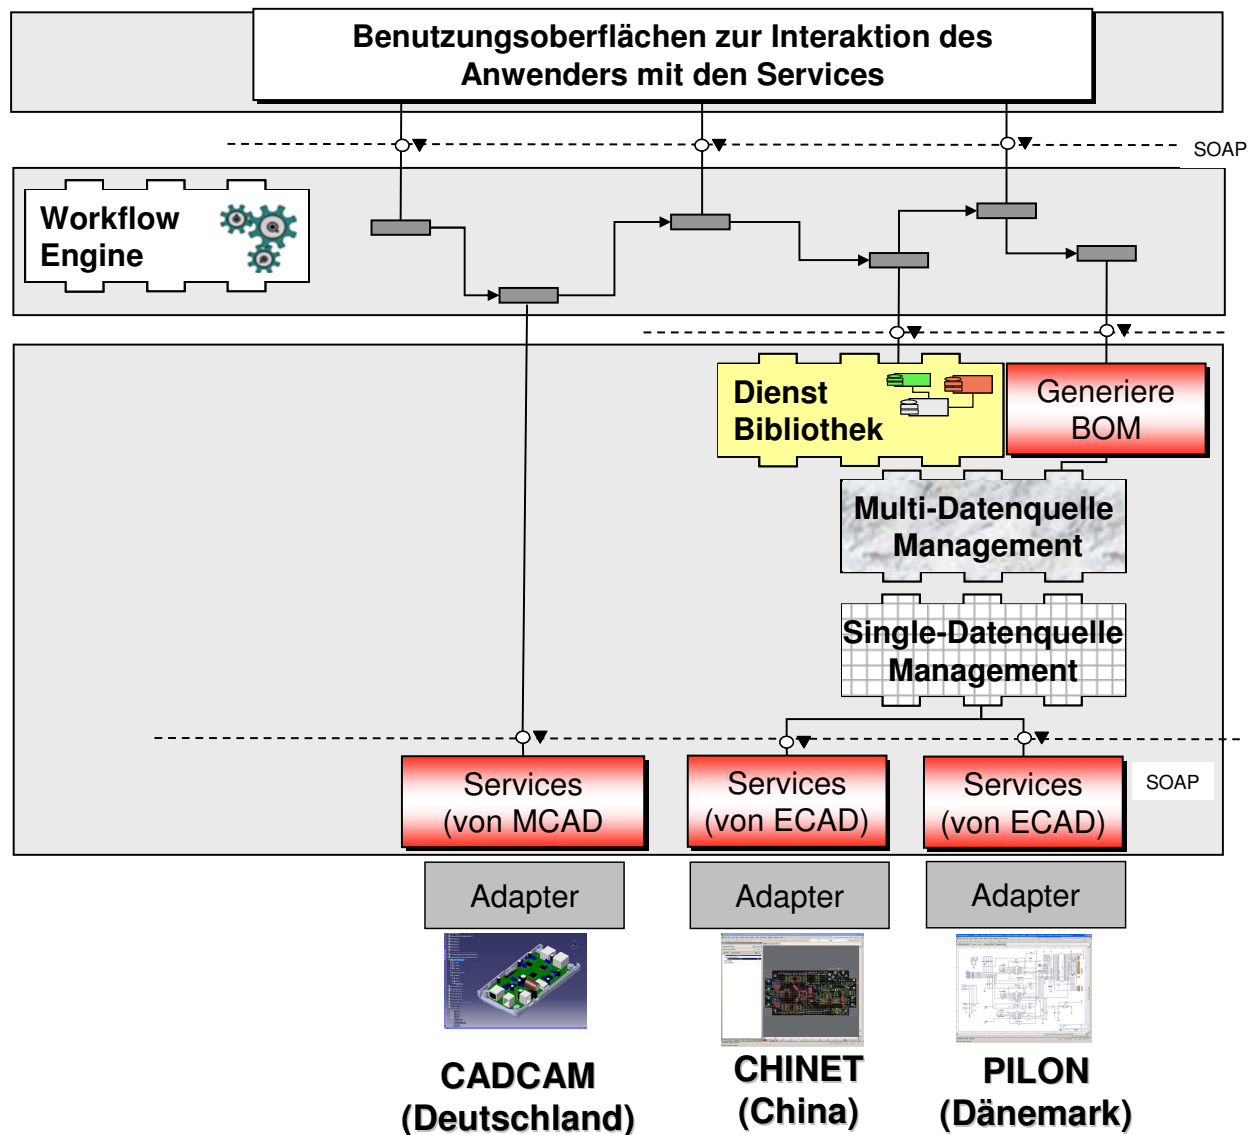 Benutzungsoberflächen zur Interaktion des
Anwenders mit den Services
SOAP
Workflow
Engine
Dienst
Bibliothek
Generiere
BOM
Multi-Datenquelle
Management
Single-Datenquelle
Management
Services
(von MCAD
Services
(von ECAD)
Services
(von ECAD)
SOAP
Adapter
Adapter
Adapter
CADCAM
(Deutschland)
CHINET
(China)
PILON
(Dänemark)